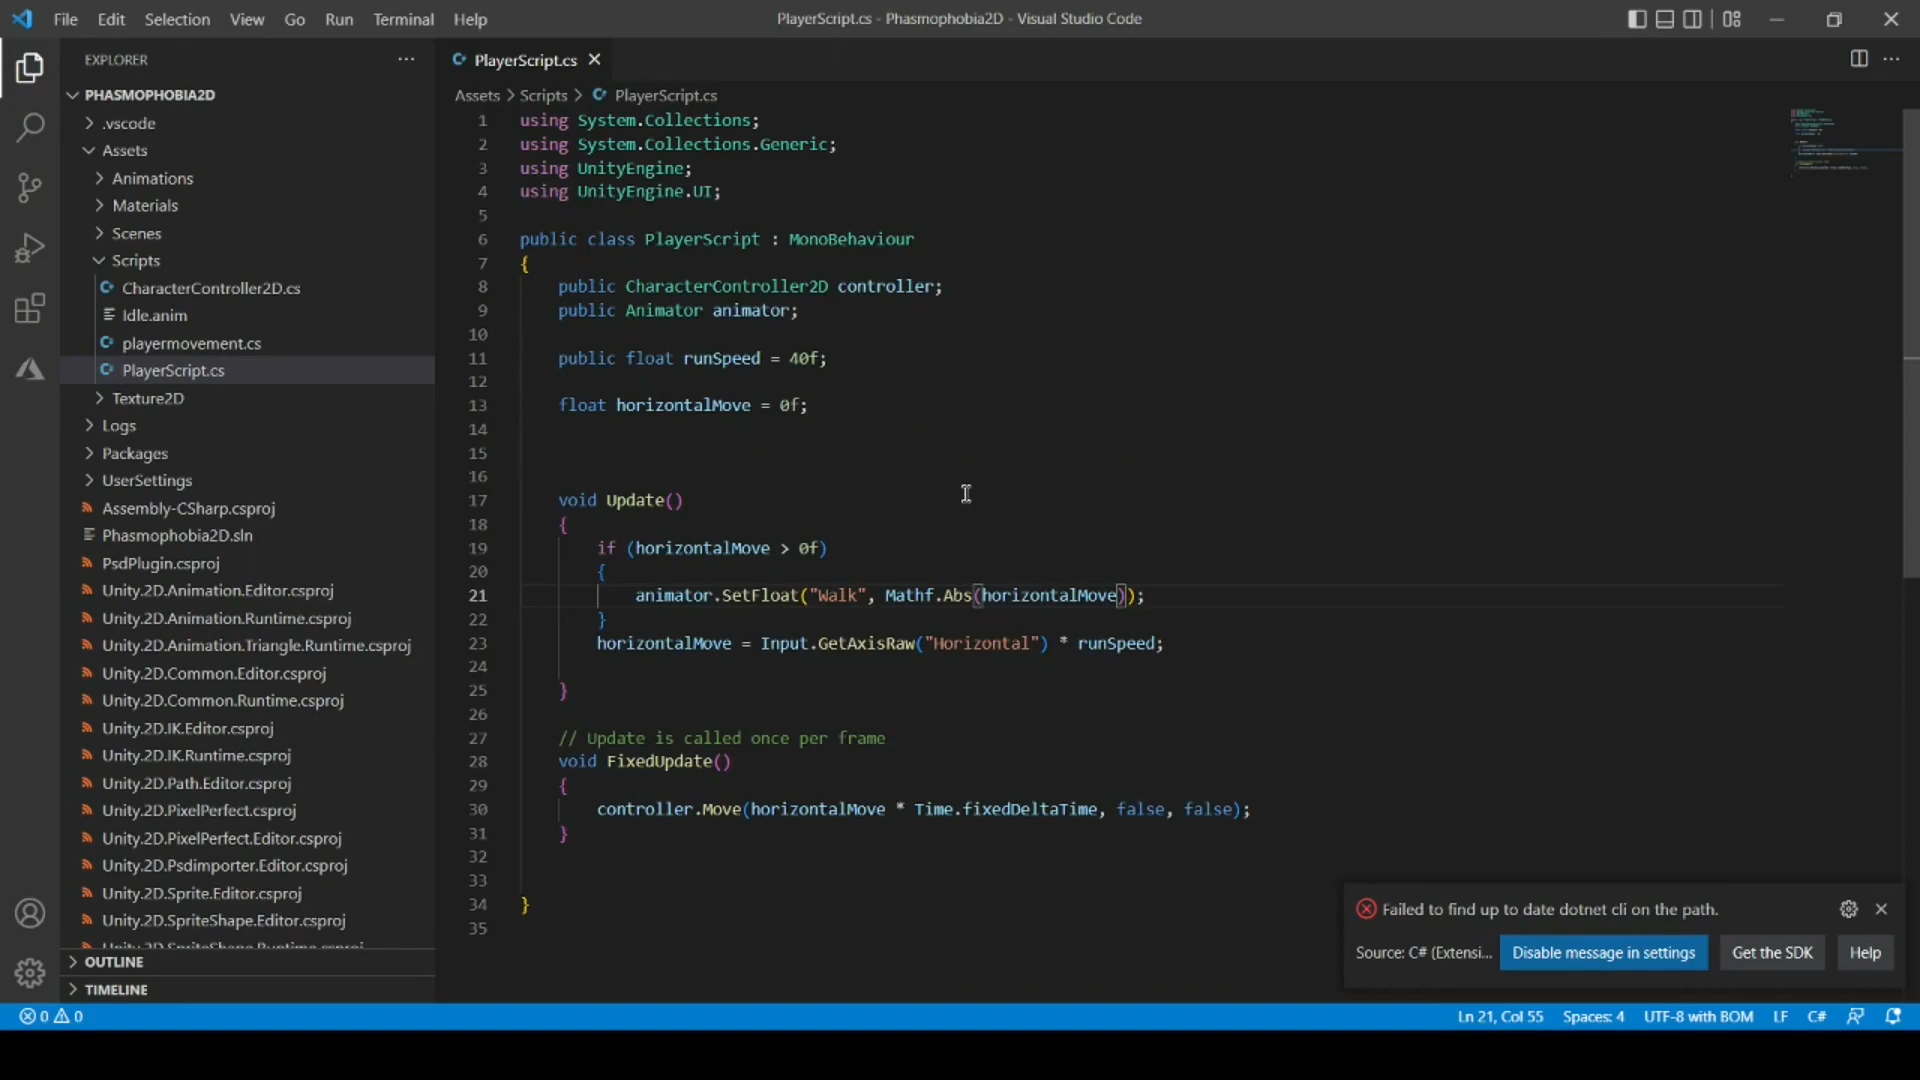 File Edit Selection View Go Run Terminal Help
PlayerScript.cs - Phasmophobia2D - Visual Studio Code
EXPLORER
PHASMOPHOBIA2D
.vscode
Assets
Animations
Materials
Scenes
Scripts
CharacterController2D.cs
Idle.anim
playermovement.cs
PlayerScript.cs
Texture2D
Logs
Packages
UserSettings
Assembly-CSharp.csproj
Phasmophobia2D.sln
PsdPlugin.csproj
Unity.2D.Animation.Editor.csproj
Unity.2D.Animation.Runtime.csproj
Unity.2D.Animation.Triangle.Runtime.csproj
Unity.2D.Common.Editor.csproj
Unity.2D.Common.Runtime.csproj
Unity.2D.IK.Editor.csproj
Unity.2D.IK.Runtime.csproj
Unity.2D.Path.Editor.csproj
Unity.2D.PixelPerfect.csproj
Unity.2D.PixelPerfect.Editor.csproj
Unity.2D.Psdimporter.Editor.csproj
Unity.2D.Sprite.Editor.csproj
Unity.2D.SpriteShape.Editor.csproj
Unity.2D.SpriteShape.Runtime.csproj
OUTLINE
TIMELINE
PlayerScript.cs
Assets > Scripts > PlayerScript.cs
1 using System.Collections;
2 using System.Collections.Generic;
3 using UnityEngine;
4 using UnityEngine.UI;
5
6 public class PlayerScript : MonoBehaviour
7 {
8 public CharacterController2D controller;
9 public Animator animator;
10
11 public float runSpeed = 40f;
12
13 float horizontalMove = 0f;
14
15
16
17 void Update()
18 {
19 if (horizontalMove > 0f)
20 {
21 animator.SetFloat("Walk", Mathf.Abs(horizontalMove));
22 }
23 horizontalMove = Input.GetAxisRaw("Horizontal") * runSpeed;
24
25 }
26
27 // Update is called once per frame
28 void FixedUpdate()
29 {
30 controller.Move(horizontalMove * Time.fixedDeltaTime, false, false);
31 }
32
33
34 }
35
Failed to find up to date dotnet cli on the path.
Source: C# (Extensi... Disable message in settings Get the SDK Help
0 0 Ln 21, Col 55 Spaces: 4 UTF-8 with BOM LF C#